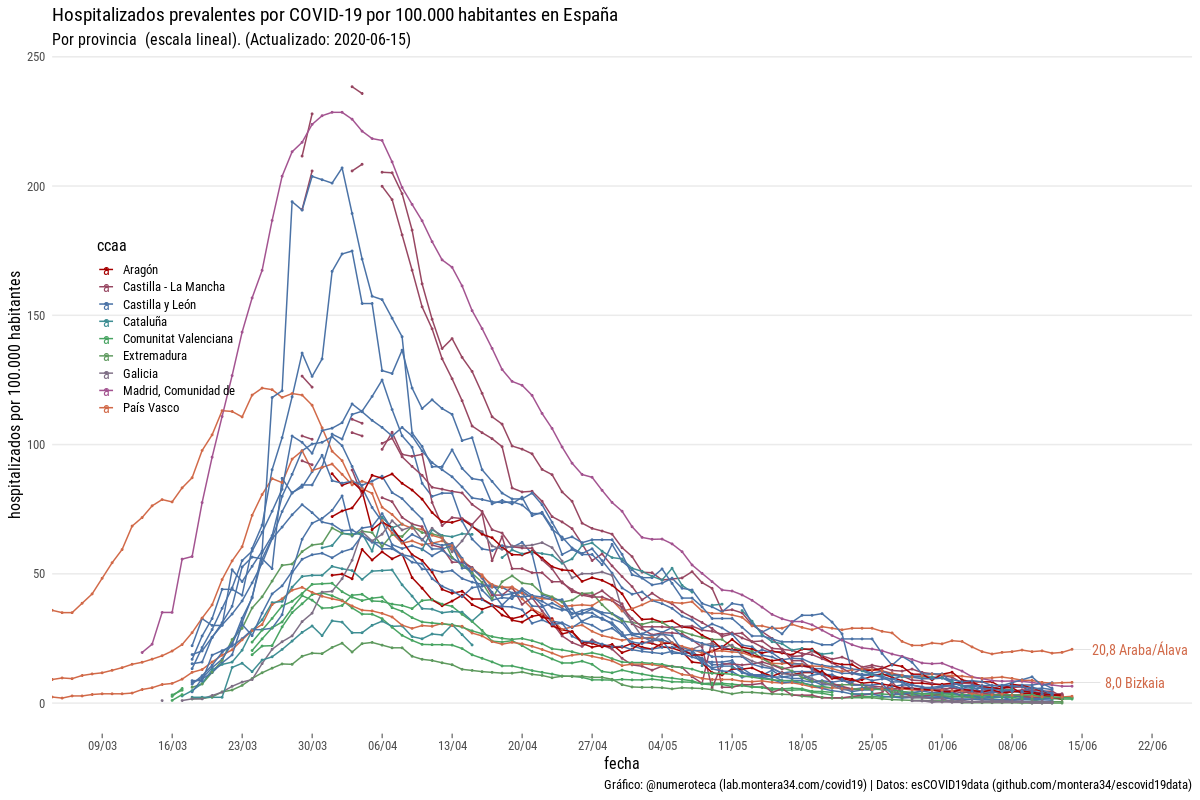 Hospitalizados prevalentes por COVID-19 por 100.000 habitantes en España
Por provincia  (escala lineal). (Actualizado: 2020-06-15)
hospitalizados por 100.000 habitantes
250
200
150
100
50
0
ccaa
Aragón
Castilla - La Mancha
Castilla y León
Cataluña
Comunitat Valenciana
Extremadura
Galicia
Madrid, Comunidad de
País Vasco
20,8 Araba/Álava
8,0 Bizkaia
09/03 16/03 23/03 30/03 06/04 13/04 20/04 27/04 04/05 11/05 18/05 25/05 01/06 08/06 15/06 22/06
fecha
Gráfico: @numeroteca (lab.montera34.com/covid19) | Datos: esCOVID19data (github.com/montera34/escovid19data)